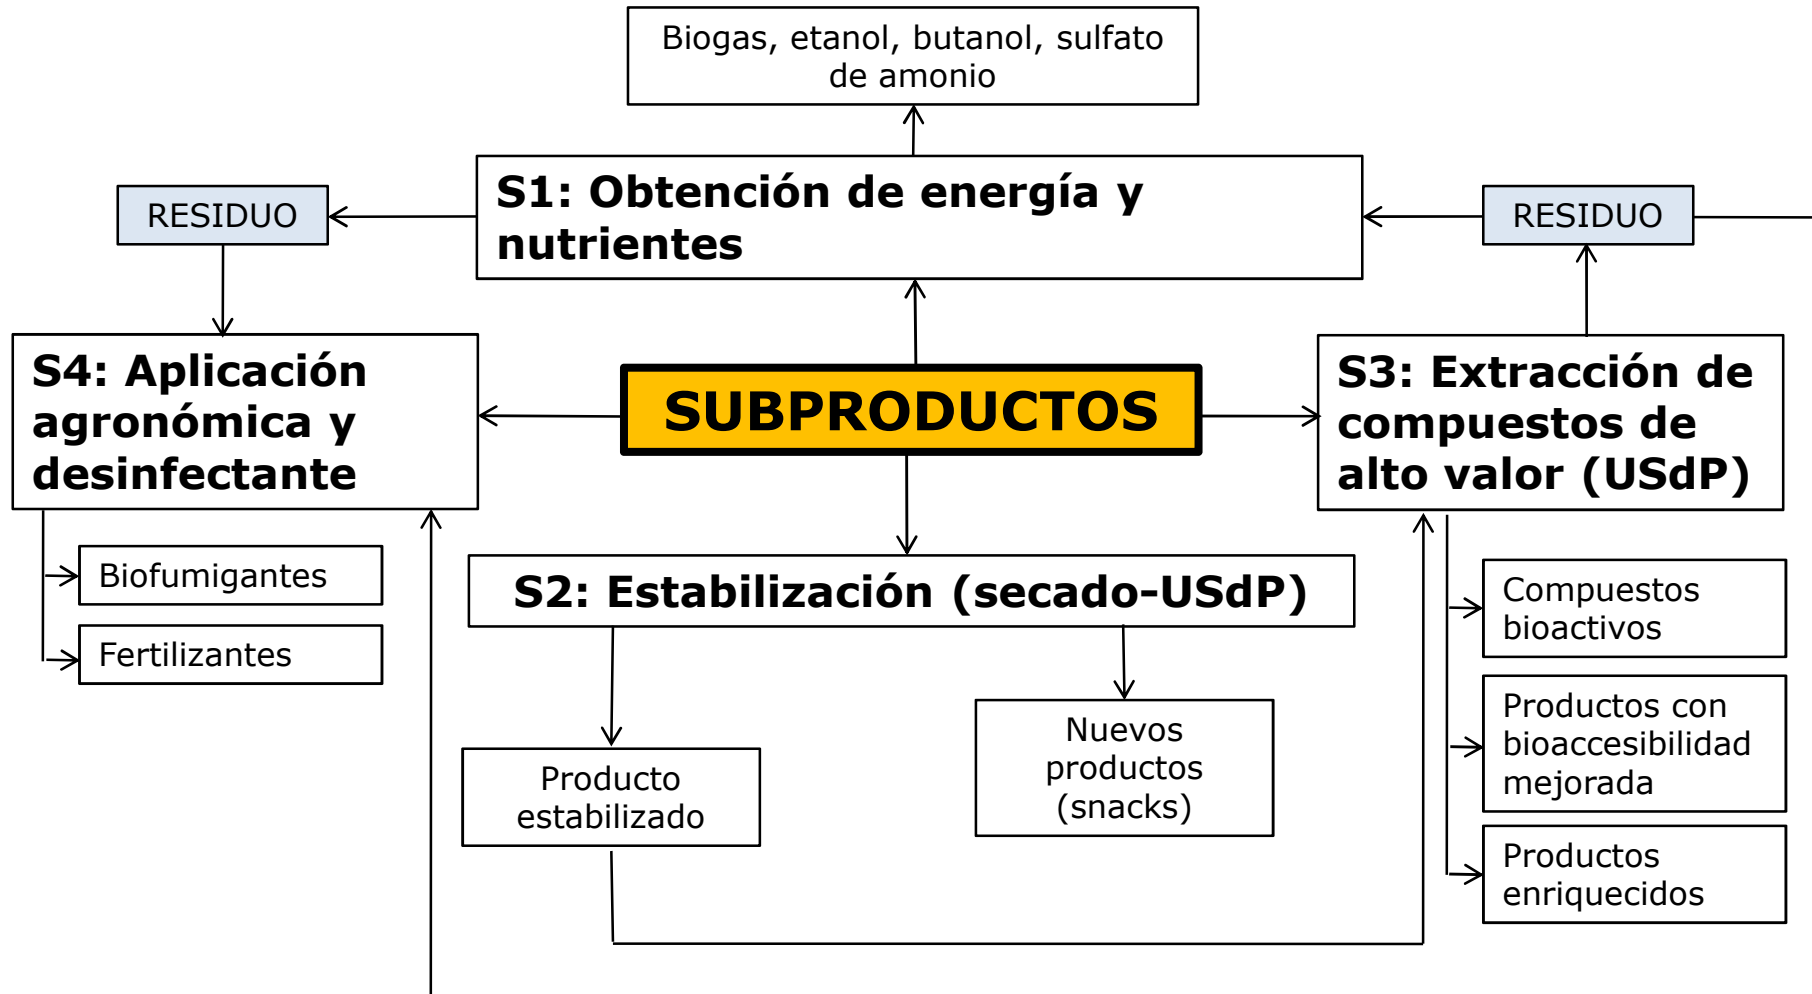 Biogas, etanol, butanol, sulfato
de amonio
S1: Obtención de energía y
nutrientes
RESIDUO
RESIDUO
S4: Aplicación
agronómica y
desinfectante
SUBPRODUCTOS
S3: Extracción de
compuestos de
alto valor (USdP)
Biofumigantes
Fertilizantes
S2: Estabilización (secado-USdP)
Compuestos
bioactivos
Productos con
bioaccesibilidad
mejorada
Productos
enriquecidos
Producto
estabilizado
Nuevos
productos
(snacks)